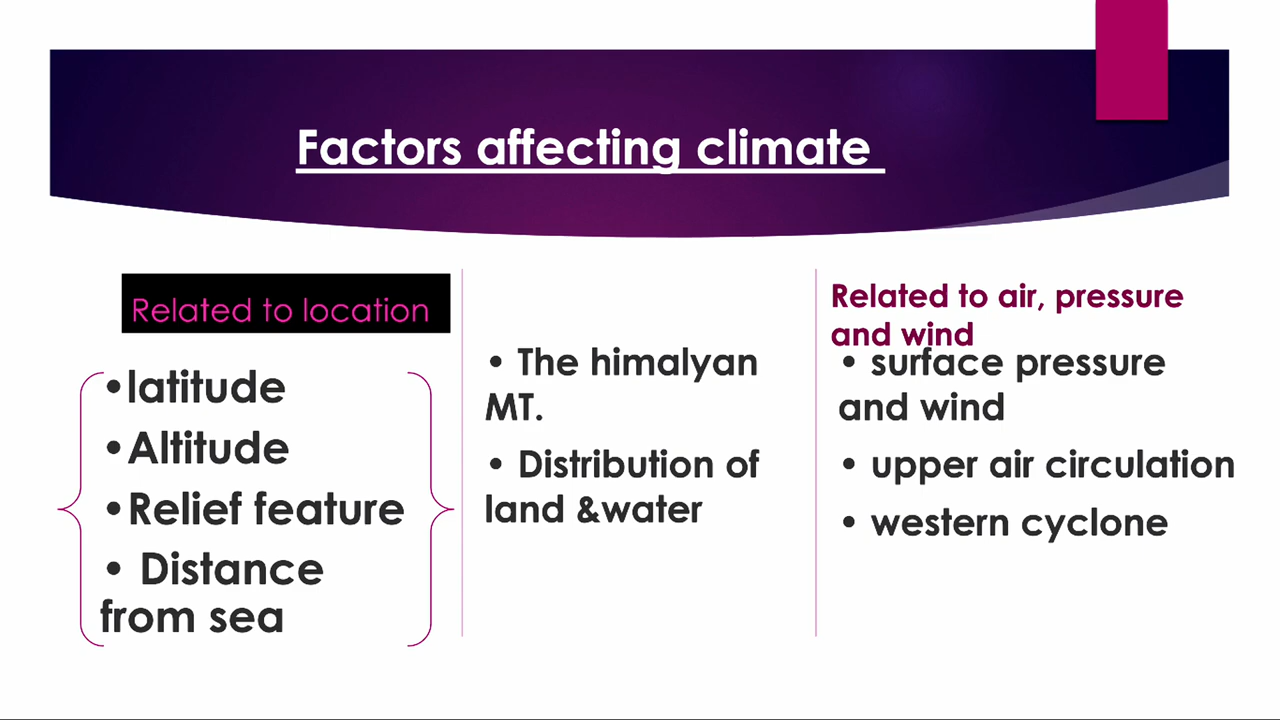 Factors affecting climate
Related to location
•latitude
•Altitude
•Relief feature
• Distance
from sea
• The himalyan
MT.
• Distribution of
land &water
Related to air, pressure
and wind
• surface pressure
and wind
• upper air circulation
• western cyclone